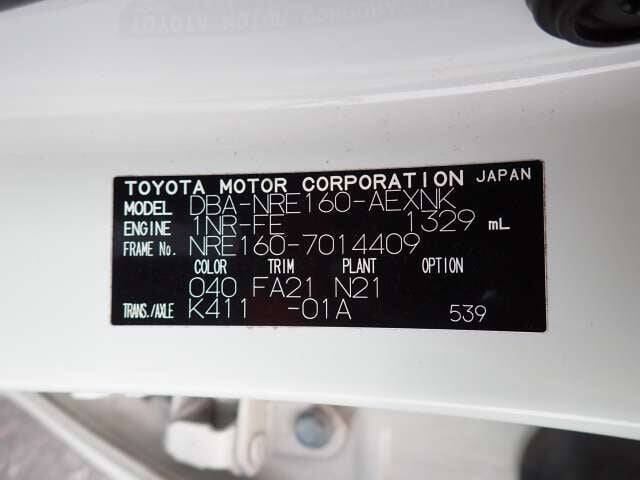 TOYOTA MOTOR CORPORATION JAPAN
MODEL DBA-NRE160-AEXNK
ENGINE 1NR-FE 1329 mL
FRAME No. NRE160-7014409
COLOR TRIM PLANT OPTION
040 FA21 N21
TRANS./AXLE K411 -01A 539